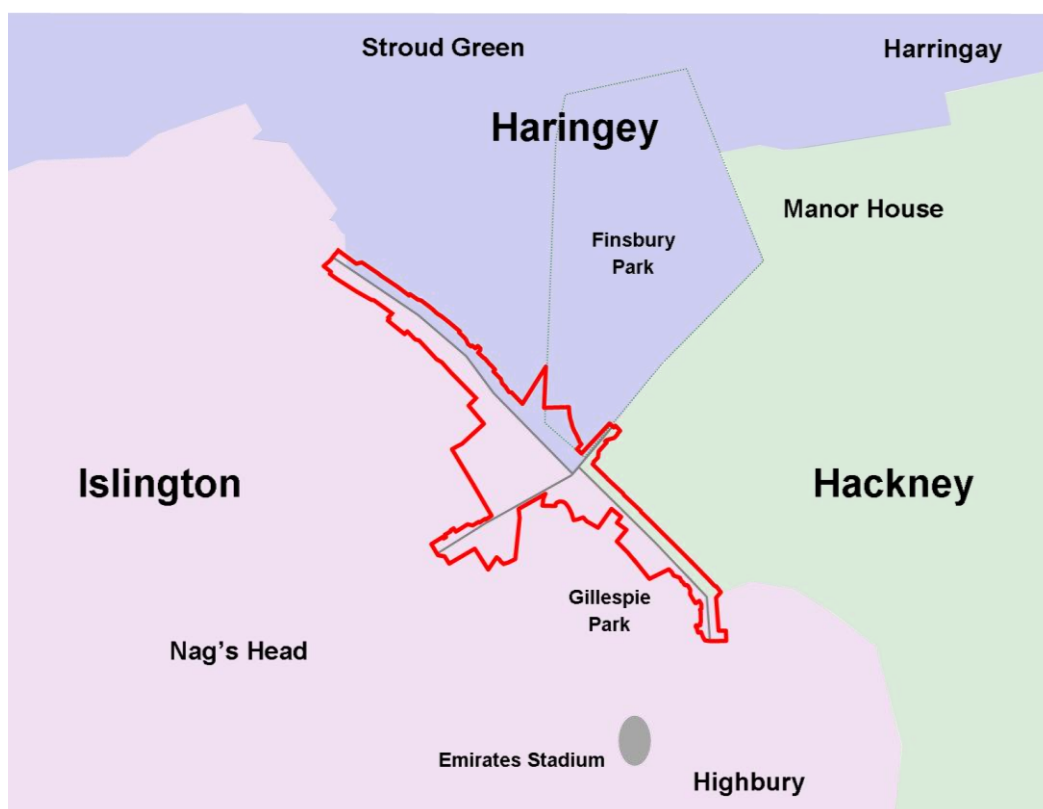 Stroud Green
Harringay
Haringey
Manor House
Finsbury
Park
Islington
Hackney
Gillespie
Park
Nag’s Head
Emirates Stadium
Highbury